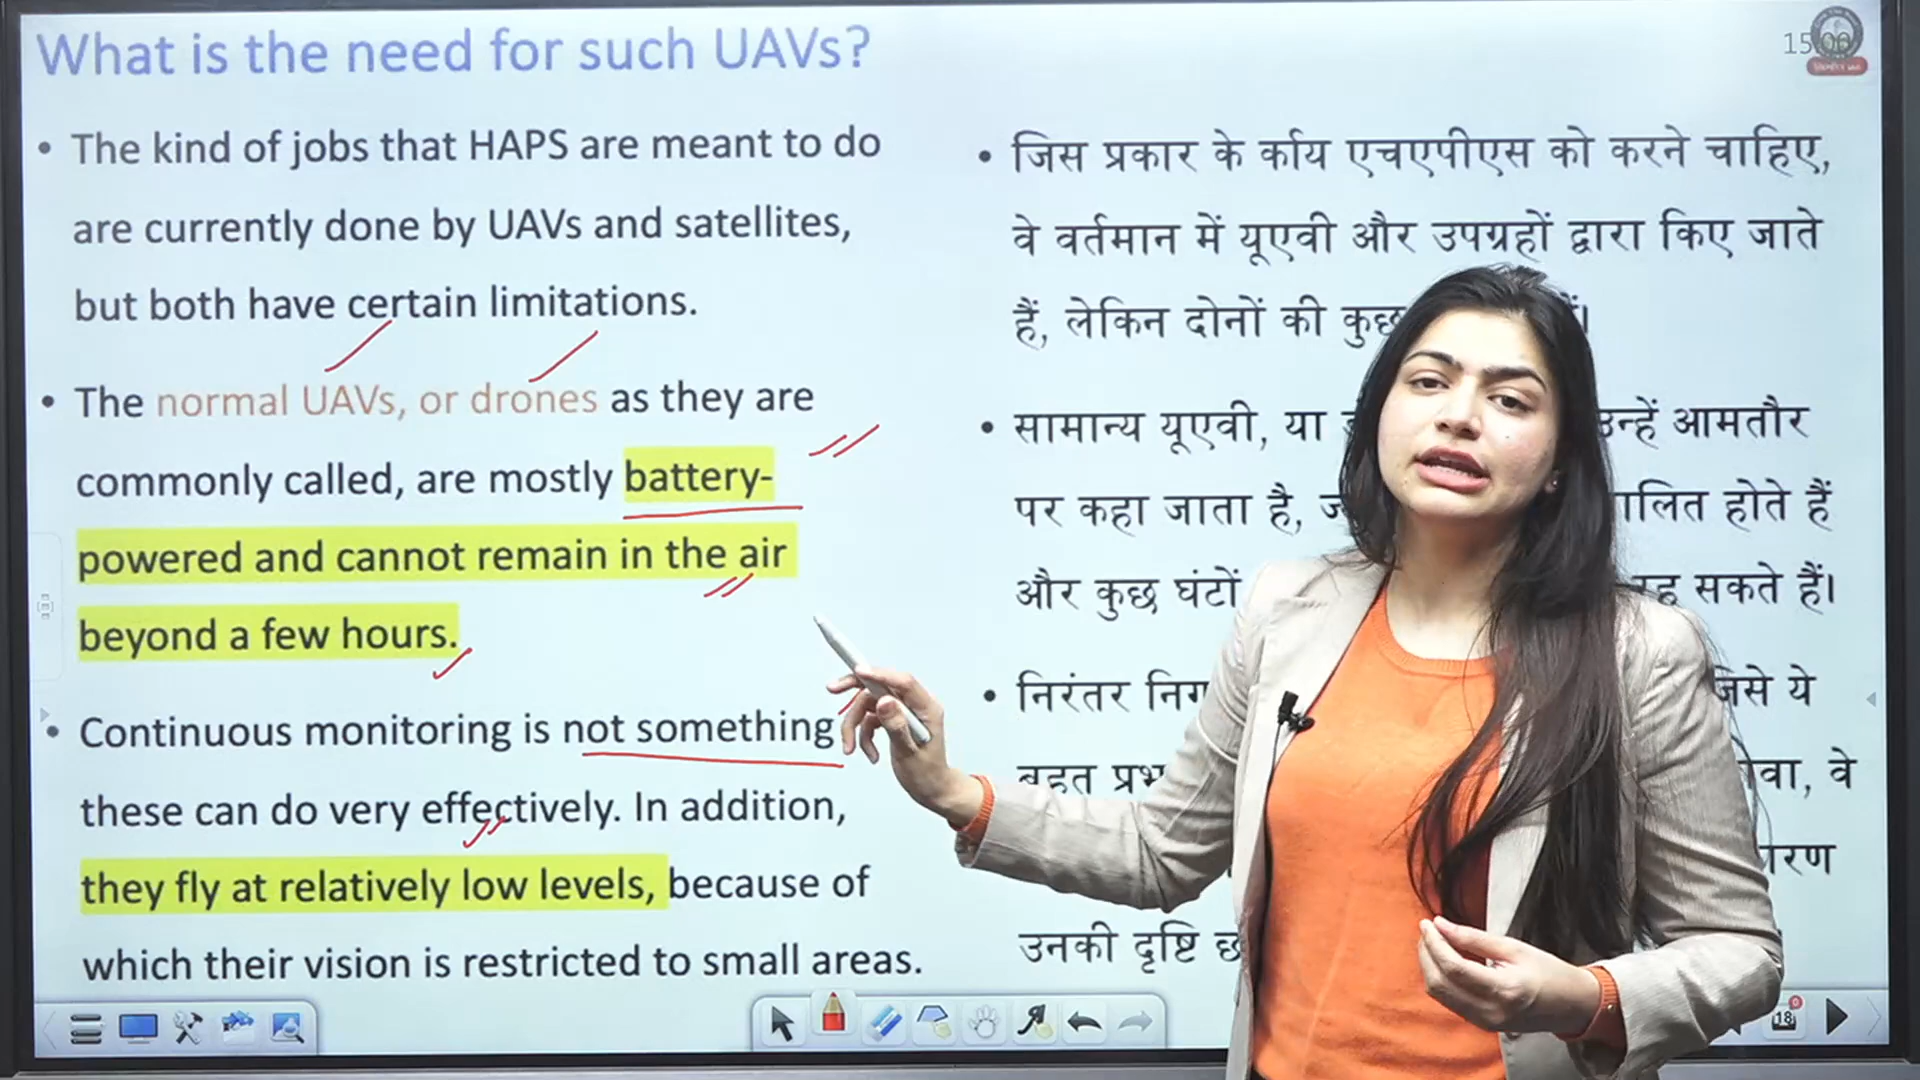 What is the need for such UAVs?
• The kind of jobs that HAPS are meant to do
are currently done by UAVs and satellites,
but both have certain limitations.
• The normal UAVs, or drones as they are
commonly called, are mostly battery-
powered and cannot remain in the air
beyond a few hours.
• Continuous monitoring is not something
these can do very effectively. In addition,
they fly at relatively low levels, because of
which their vision is restricted to small areas.
• जिस प्रकार के र्काय एचएपीएस को करने चाहिए,
वे वर्तमान में यूएवी और उपग्रहों द्वारा किए जाते
हैं, लेकिन दोनों की कुछ
• सामान्य यूएवी, या उन्हें आमतौर
पर कहा जाता है, होते हैं
और कुछ घंटों सकते हैं।
• निरंतर जिसे ये
बहुत वे
उनकी दृष्टि
18
0